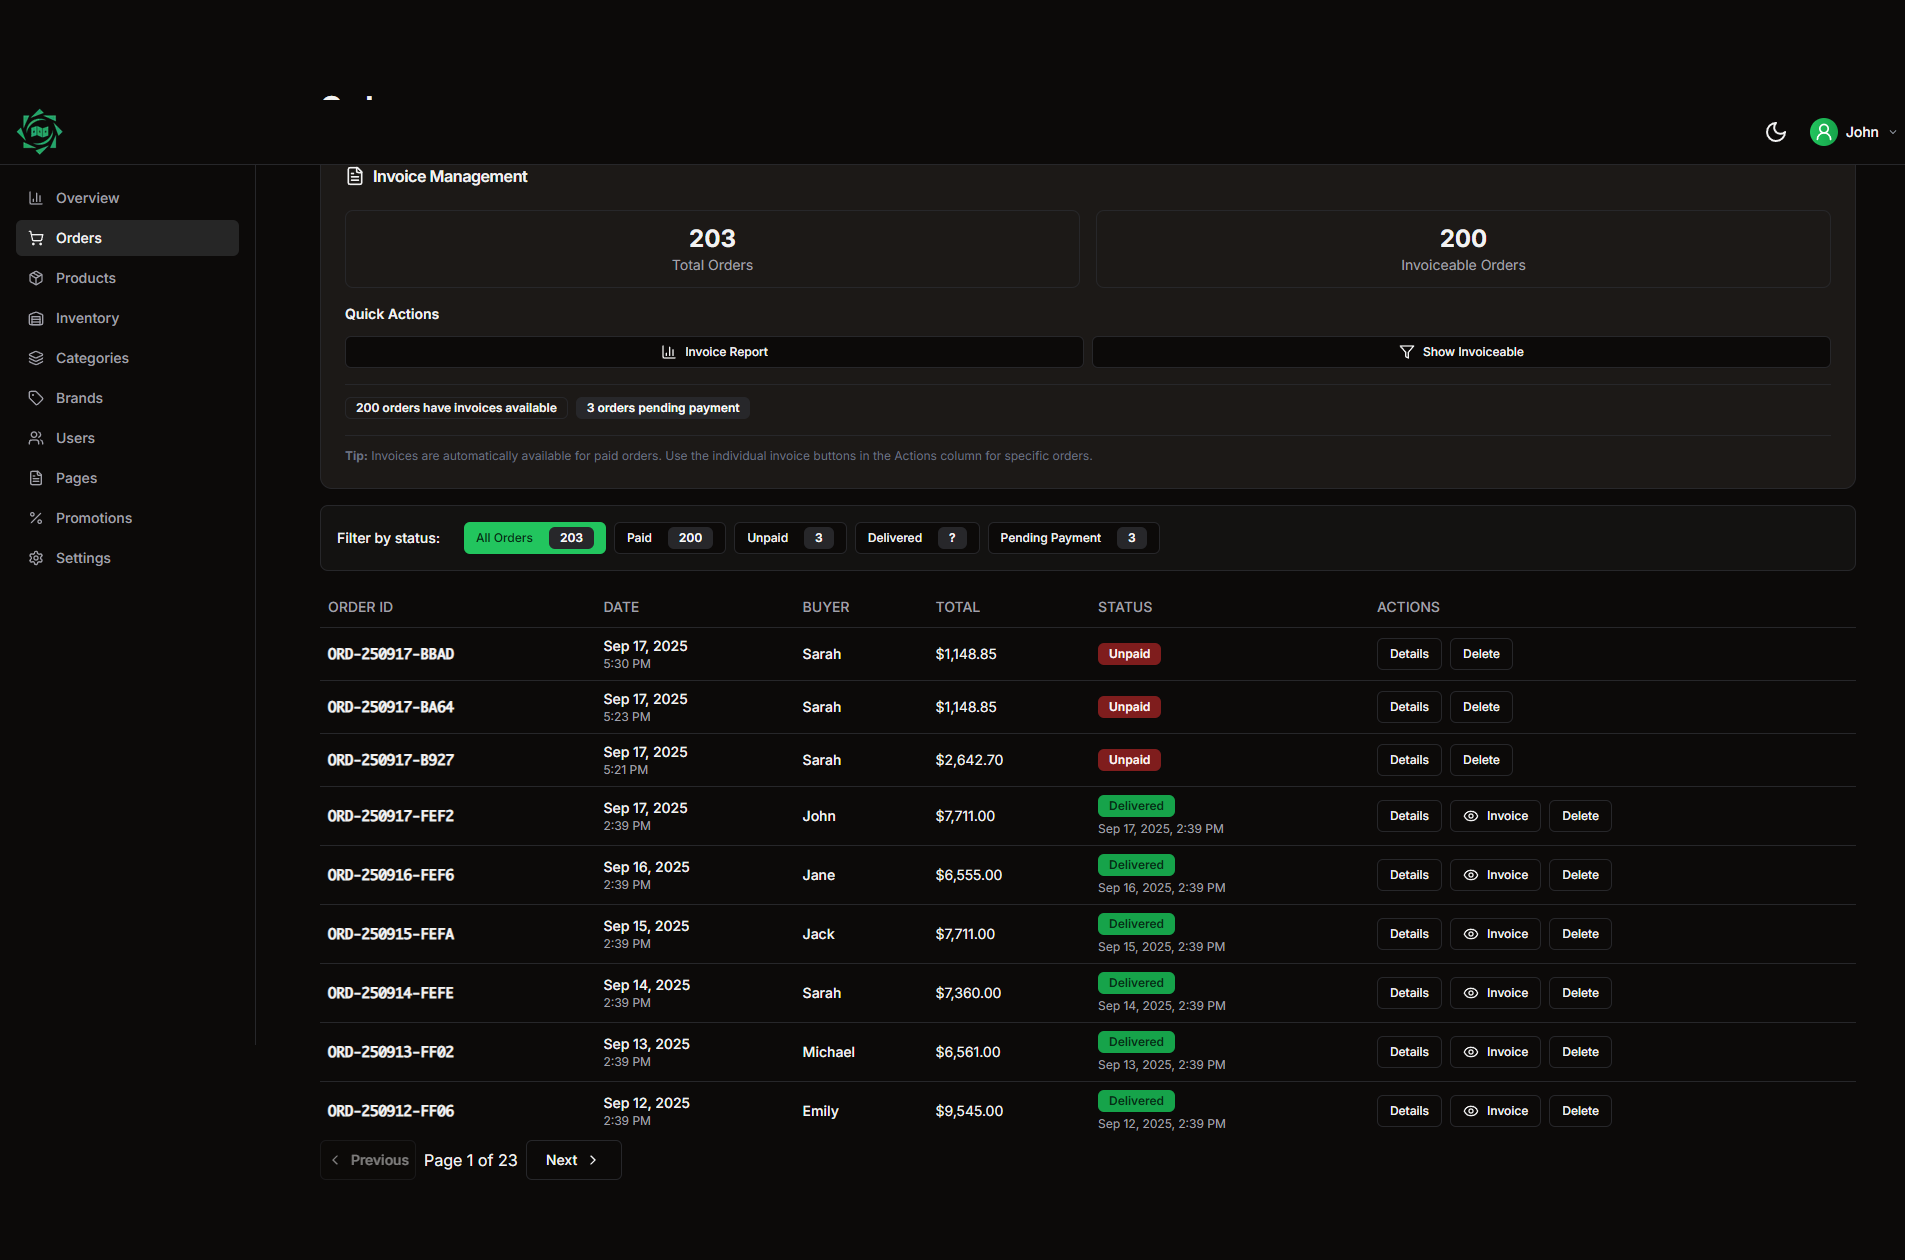 John
Overview
Orders
Products
Inventory
Categories
Brands
Users
Pages
Promotions
Settings
Invoice Management
203
Total Orders
200
Invoiceable Orders
Quick Actions
Invoice Report
Show Invoiceable
200 orders have invoices available
3 orders pending payment
Tip: Invoices are automatically available for paid orders. Use the individual invoice buttons in the Actions column for specific orders.
Filter by status: All Orders 203 Paid 200 Unpaid 3 Delivered ? Pending Payment 3
ORDER ID DATE BUYER TOTAL STATUS ACTIONS
ORD-250917-BBAD Sep 17, 2025 5:30 PM Sarah $1,148.85 Unpaid Details Delete
ORD-250917-BA64 Sep 17, 2025 5:23 PM Sarah $1,148.85 Unpaid Details Delete
ORD-250917-B927 Sep 17, 2025 5:21 PM Sarah $2,642.70 Unpaid Details Delete
ORD-250917-FEF2 Sep 17, 2025 2:39 PM John $7,711.00 Delivered Sep 17, 2025, 2:39 PM Details Invoice Delete
ORD-250916-FEF6 Sep 16, 2025 2:39 PM Jane $6,555.00 Delivered Sep 16, 2025, 2:39 PM Details Invoice Delete
ORD-250915-FEFA Sep 15, 2025 2:39 PM Jack $7,711.00 Delivered Sep 15, 2025, 2:39 PM Details Invoice Delete
ORD-250914-FEFE Sep 14, 2025 2:39 PM Sarah $7,360.00 Delivered Sep 14, 2025, 2:39 PM Details Invoice Delete
ORD-250913-FF02 Sep 13, 2025 2:39 PM Michael $6,561.00 Delivered Sep 13, 2025, 2:39 PM Details Invoice Delete
ORD-250912-FF06 Sep 12, 2025 2:39 PM Emily $9,545.00 Delivered Sep 12, 2025, 2:39 PM Details Invoice Delete
Previous Page 1 of 23 Next